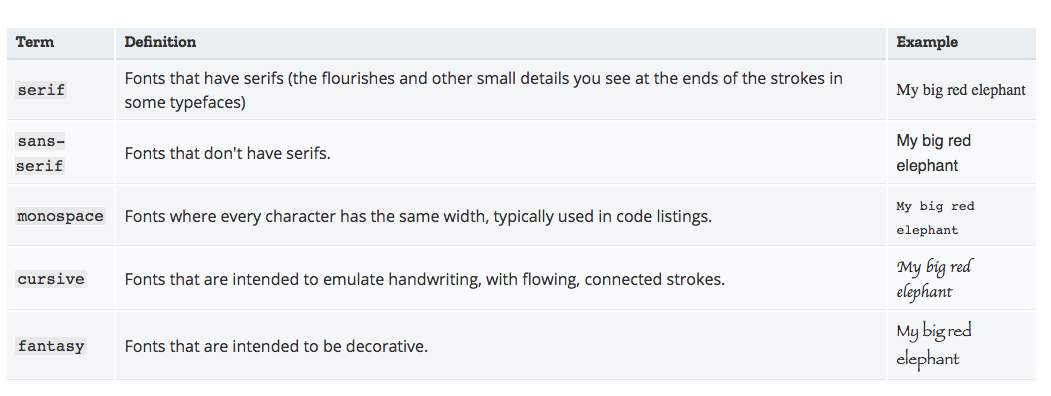 Term Definition Example
serif Fonts that have serifs (the flourishes and other small details you see at the ends of the strokes in
some typefaces) My big red elephant
sans-
serif Fonts that don't have serifs. My big red
elephant
monospace Fonts where every character has the same width, typically used in code listings. My big red
elephant
cursive Fonts that are intended to emulate handwriting, with flowing, connected strokes. My big red
elephant
fantasy Fonts that are intended to be decorative. My big red
elephant